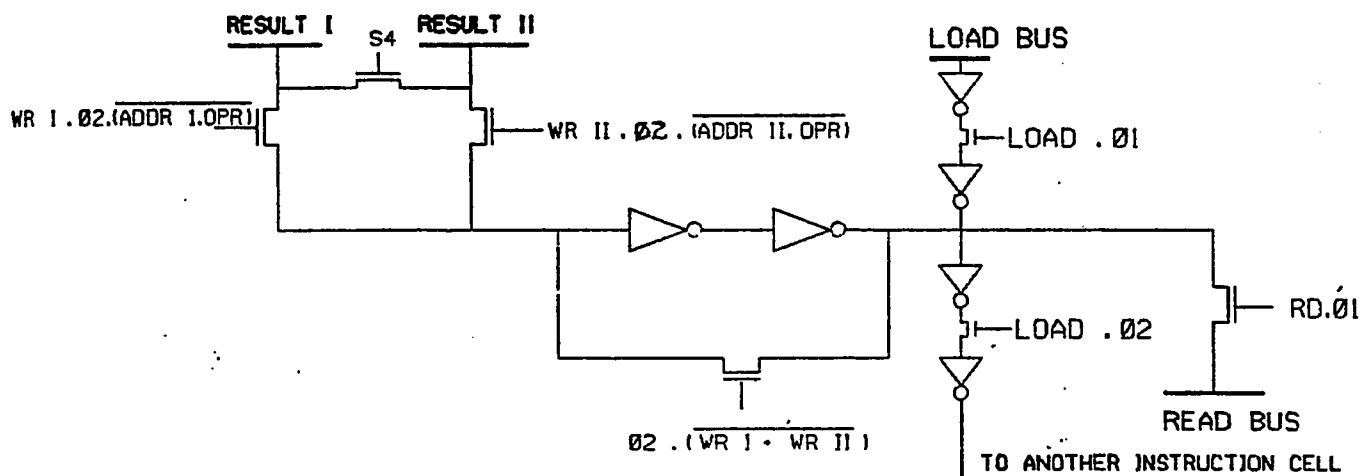 RESULT I
RESULT II
S4
LOAD BUS
WR I.Ø2.(ADDR I.OPR)
WR II.Ø2.(ADDR II.OPR)
LOAD .Ø1
LOAD .Ø2
RD.Ø1
READ BUS
Ø2 .(WR I · WR II)
TO ANOTHER INSTRUCTION CELL